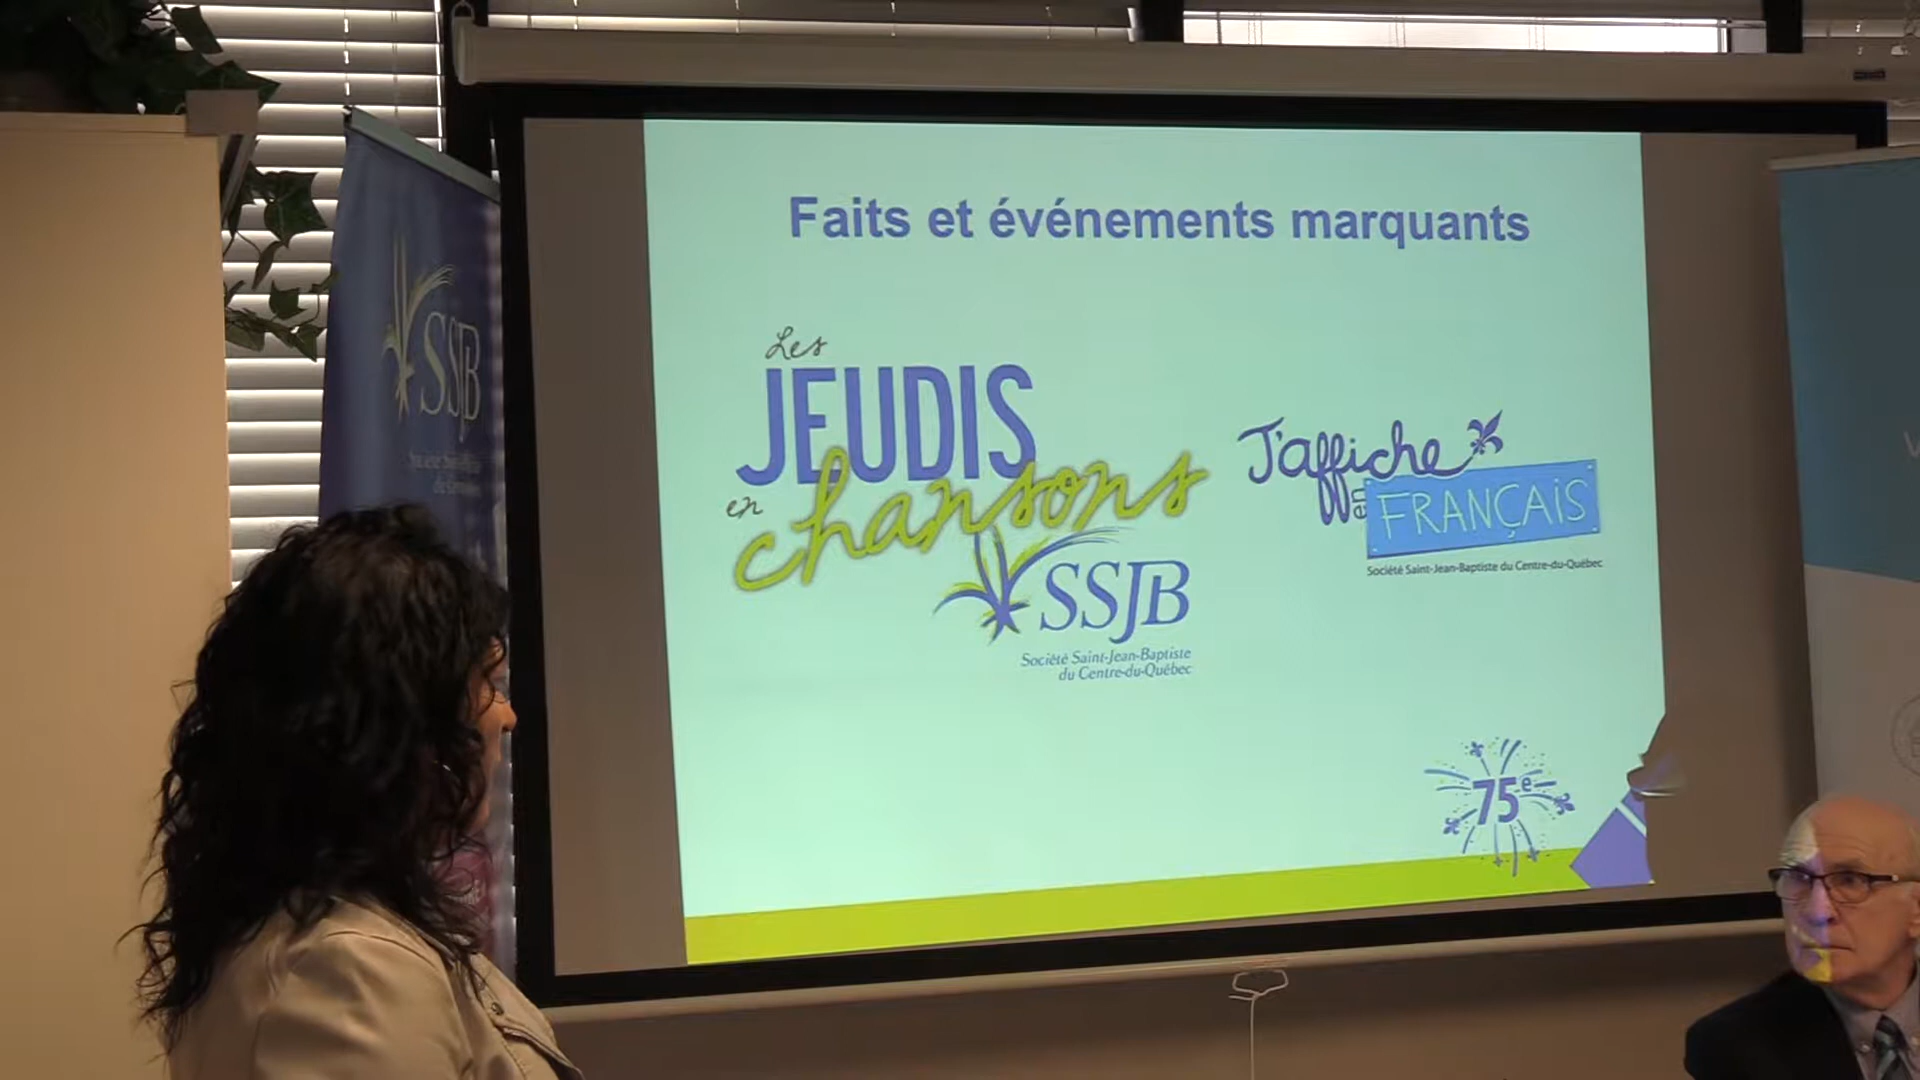 Faits et événements marquants
Les
JEUDIS
en chansons
SSJB
Société Saint-Jean-Baptiste
du Centre-du-Québec
J'affiche
en FRANÇAIS
Société Saint-Jean-Baptiste du Centre-du-Québec
75e
SSJB